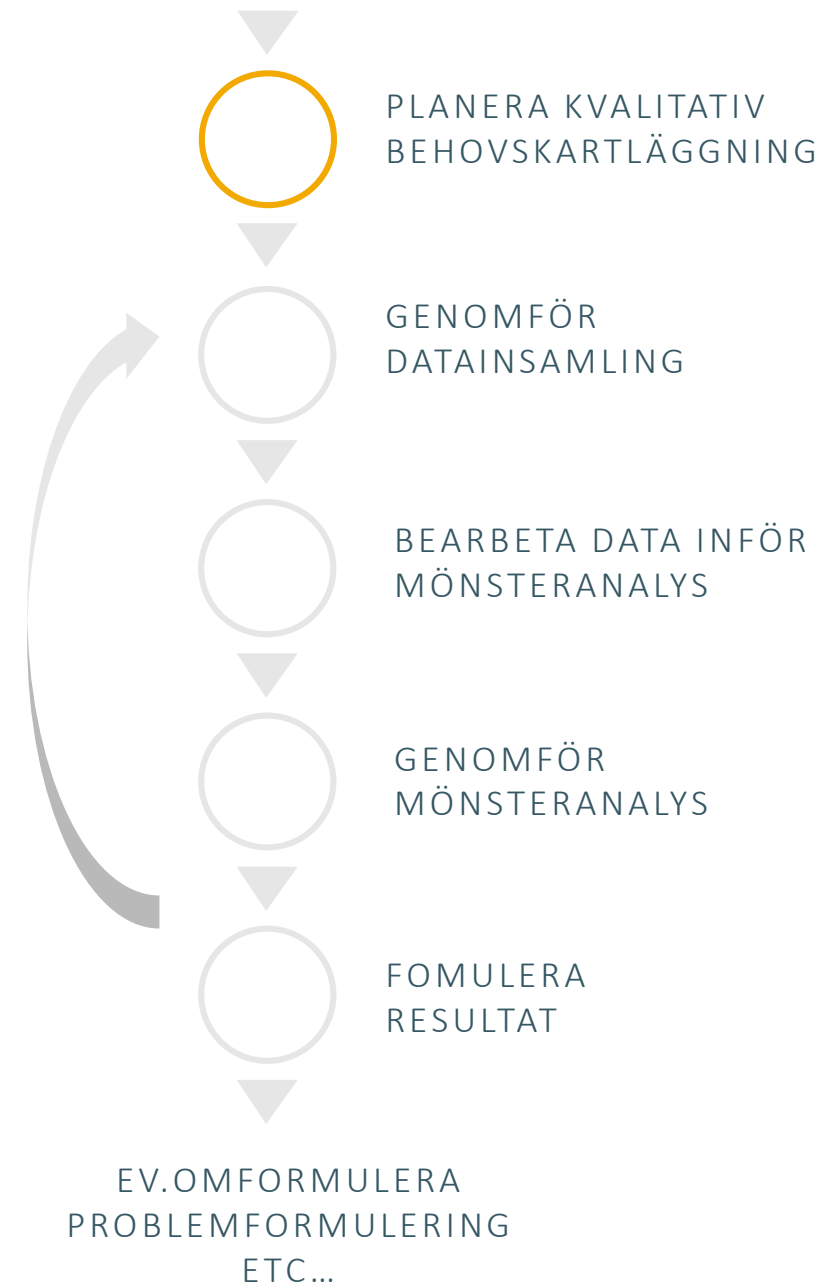 PLANERA KVALITATIV
BEHOVSKARTLÄGGNING
GENOMFÖR
DATAINSAMLING
BEARBETA DATA INFÖR
MÖNSTERANALYS
GENOMFÖR
MÖNSTERANALYS
FOMULERA
RESULTAT
EV.OMFORMULERA
PROBLEMFORMULERING
ETC…